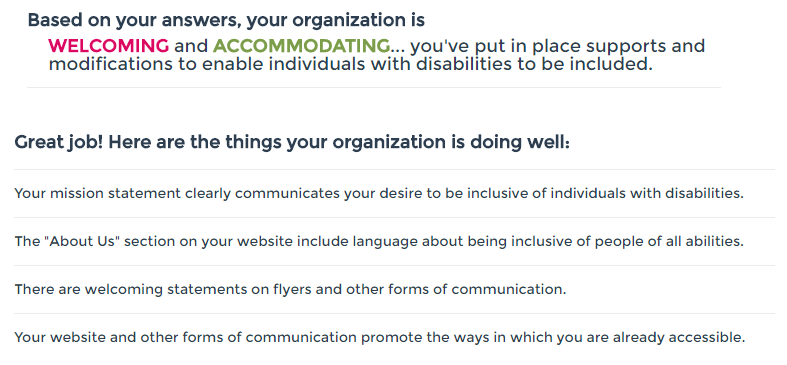 Based on your answers, your organization is
WELCOMING and ACCOMMODATING... you've put in place supports and
modifications to enable individuals with disabilities to be included.
Great job! Here are the things your organization is doing well:
Your mission statement clearly communicates your desire to be inclusive of individuals with disabilities.
The "About Us" section on your website include language about being inclusive of people of all abilities.
There are welcoming statements on flyers and other forms of communication.
Your website and other forms of communication promote the ways in which you are already accessible.